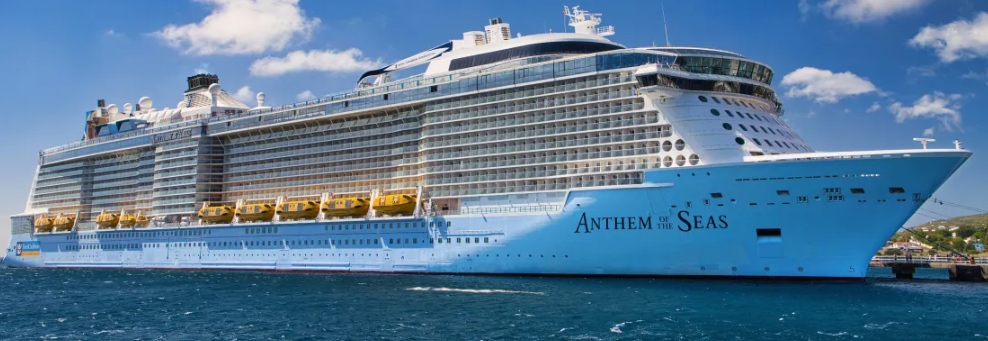 ANTHEM OF THE SEAS